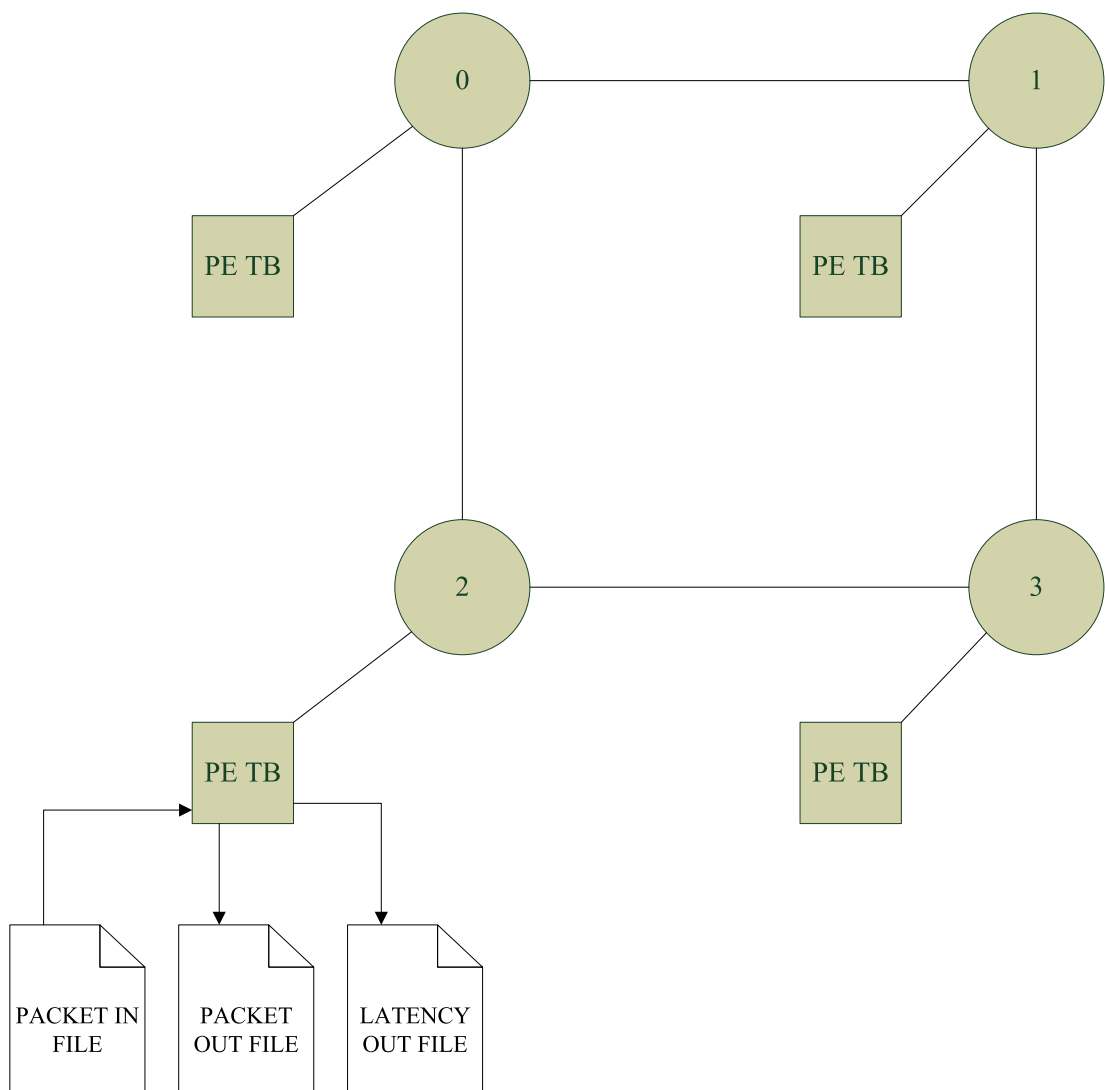 0
1
PE TB
PE TB
2
3
PE TB
PE TB
PACKET IN
FILE
PACKET
OUT FILE
LATENCY
OUT FILE